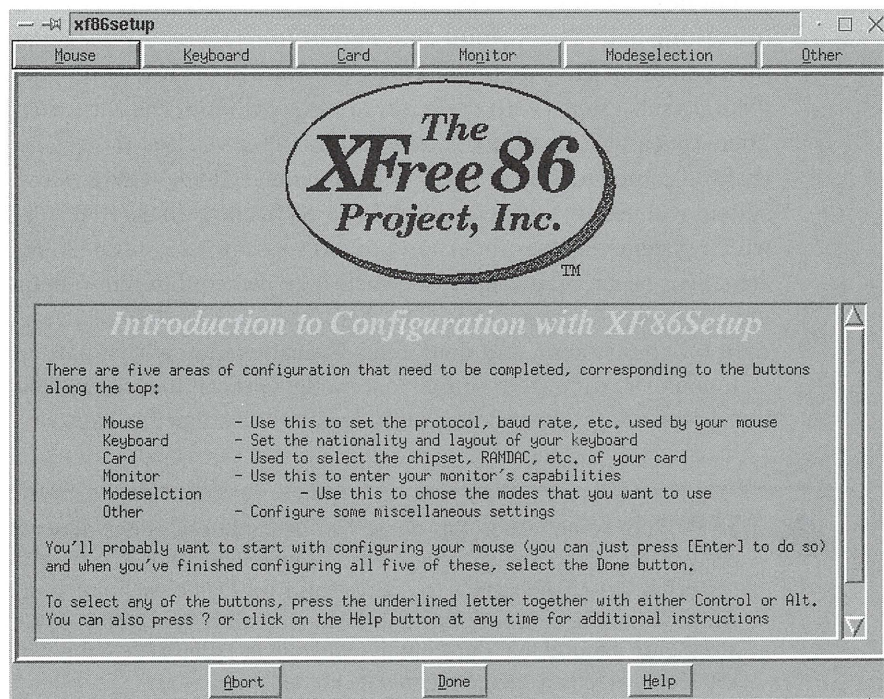 xf86setup
Mouse Keyboard Card Monitor Modeselection Other
The
XFree86
Project, Inc.
TM
Introduction to Configuration with XF86Setup
There are five areas of configuration that need to be completed, corresponding to the buttons
along the top:
Mouse - Use this to set the protocol, baud rate, etc. used by your mouse
Keyboard - Set the nationality and layout of your keyboard
Card - Used to select the chipset, RAMDAC, etc. of your card
Monitor - Use this to enter your monitor's capabilities
Modeselction - Use this to chose the modes that you want to use
Other - Configure some miscellaneous settings
You'll probably want to start with configuring your mouse (you can just press [Enter] to do so)
and when you've finished configuring all five of these, select the Done button.
To select any of the buttons, press the underlined letter together with either Control or Alt.
You can also press ? or click on the Help button at any time for additional instructions
Abort Done Help